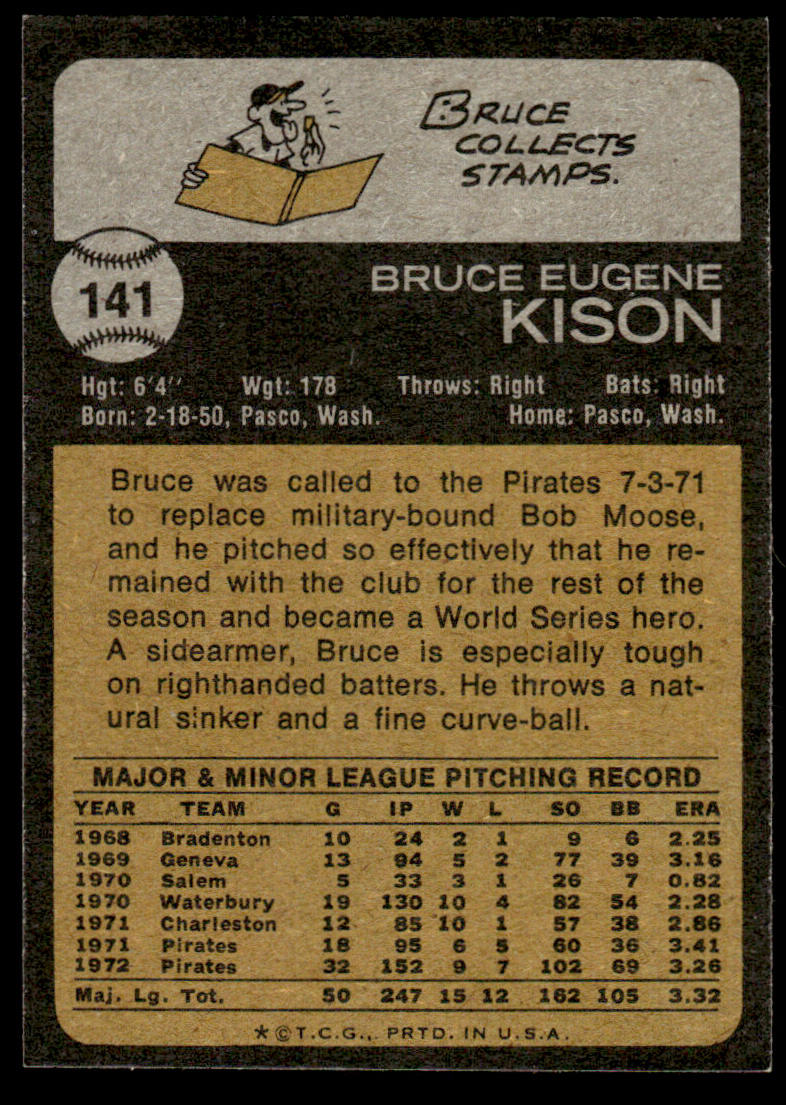 BRUCE
COLLECTS
STAMPS.
141
BRUCE EUGENE
KISON
Hgt: 6'4" Wgt: 178 Throws: Right Bats: Right
Born: 2-18-50, Pasco, Wash. Home: Pasco, Wash.
Bruce was called to the Pirates 7-3-71
to replace military-bound Bob Moose,
and he pitched so effectively that he re-
mained with the club for the rest of the
season and became a World Series hero.
A sidearmer, Bruce is especially tough
on righthanded batters. He throws a nat-
ural sinker and a fine curve-ball.
MAJOR & MINOR LEAGUE PITCHING RECORD
YEAR TEAM G IP W L SO BB ERA
1968 Bradenton 10 24 2 1 9 6 2.25
1969 Geneva 13 94 5 2 77 39 3.16
1970 Salem 5 33 3 1 26 7 0.82
1970 Waterbury 19 130 10 4 82 54 2.28
1971 Charleston 12 85 10 1 57 38 2.86
1971 Pirates 18 95 6 5 60 36 3.41
1972 Pirates 32 152 9 7 102 69 3.26
Maj. Lg. Tot. 50 247 15 12 162 105 3.32
*©T.C.G., PRTD. IN U.S.A.